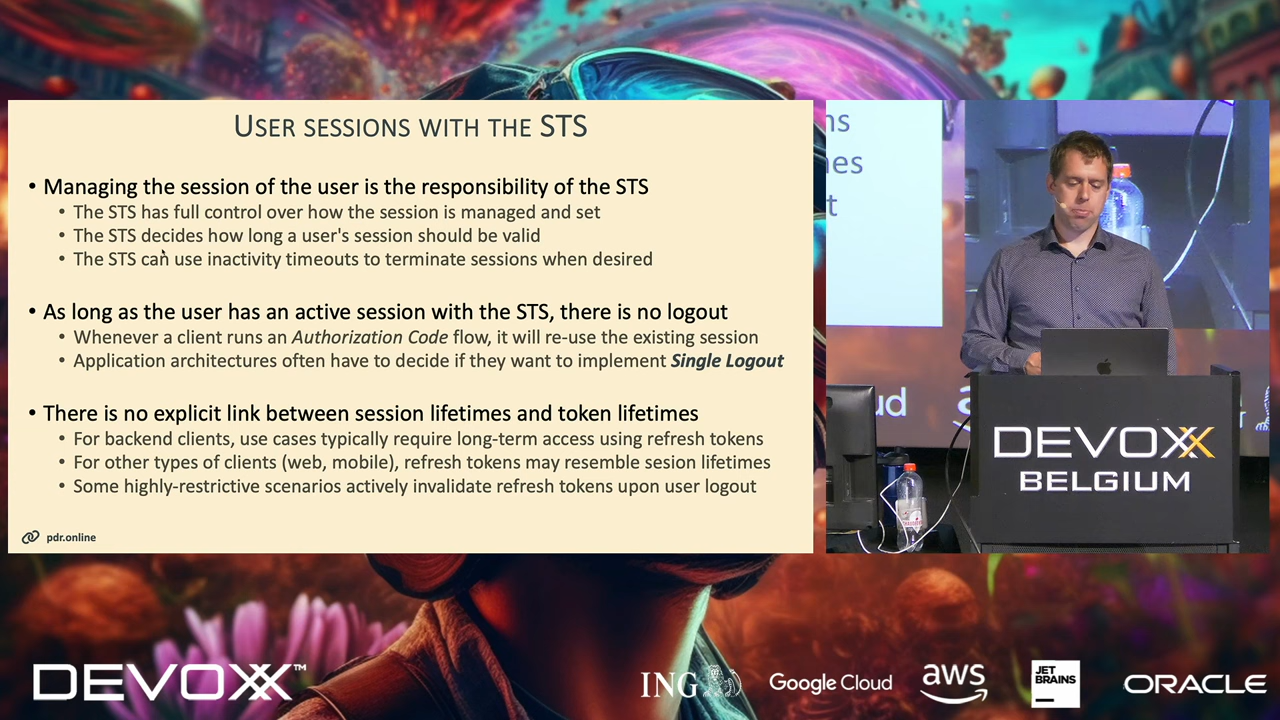 USER SESSIONS WITH THE STS
• Managing the session of the user is the responsibility of the STS
• The STS has full control over how the session is managed and set
• The STS decides how long a user's session should be valid
• The STS can use inactivity timeouts to terminate sessions when desired
• As long as the user has an active session with the STS, there is no logout
• Whenever a client runs an Authorization Code flow, it will re-use the existing session
• Application architectures often have to decide if they want to implement Single Logout
• There is no explicit link between session lifetimes and token lifetimes
• For backend clients, use cases typically require long-term access using refresh tokens
• For other types of clients (web, mobile), refresh tokens may resemble sesion lifetimes
• Some highly-restrictive scenarios actively invalidate refresh tokens upon user logout
pdr.online
DEVOXX
BELGIUM
DEVOXX™
ING
Google Cloud
aws
JET
BRAINS
ORACLE